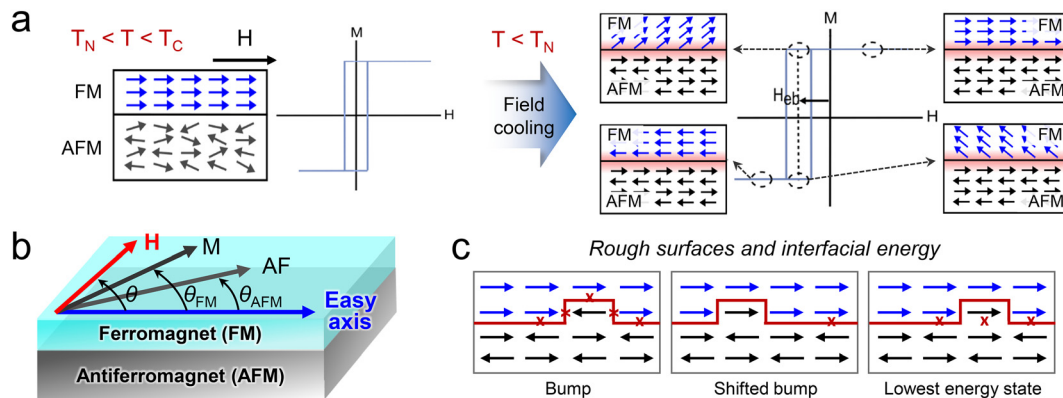 a
T_N < T < T_C
H
FM
AFM
M
H
T < T_N
Field
cooling
FM
FM
AFM
AFM
FM
FM
AFM
AFM
M
H_eb
H
b
H
M
AF
θ
θ_FM
θ_AFM
Easy
axis
Ferromagnet (FM)
Antiferromagnet (AFM)
c
Rough surfaces and interfacial energy
x
x
x
x
x
x
x
x
x
Bump
Shifted bump
Lowest energy state